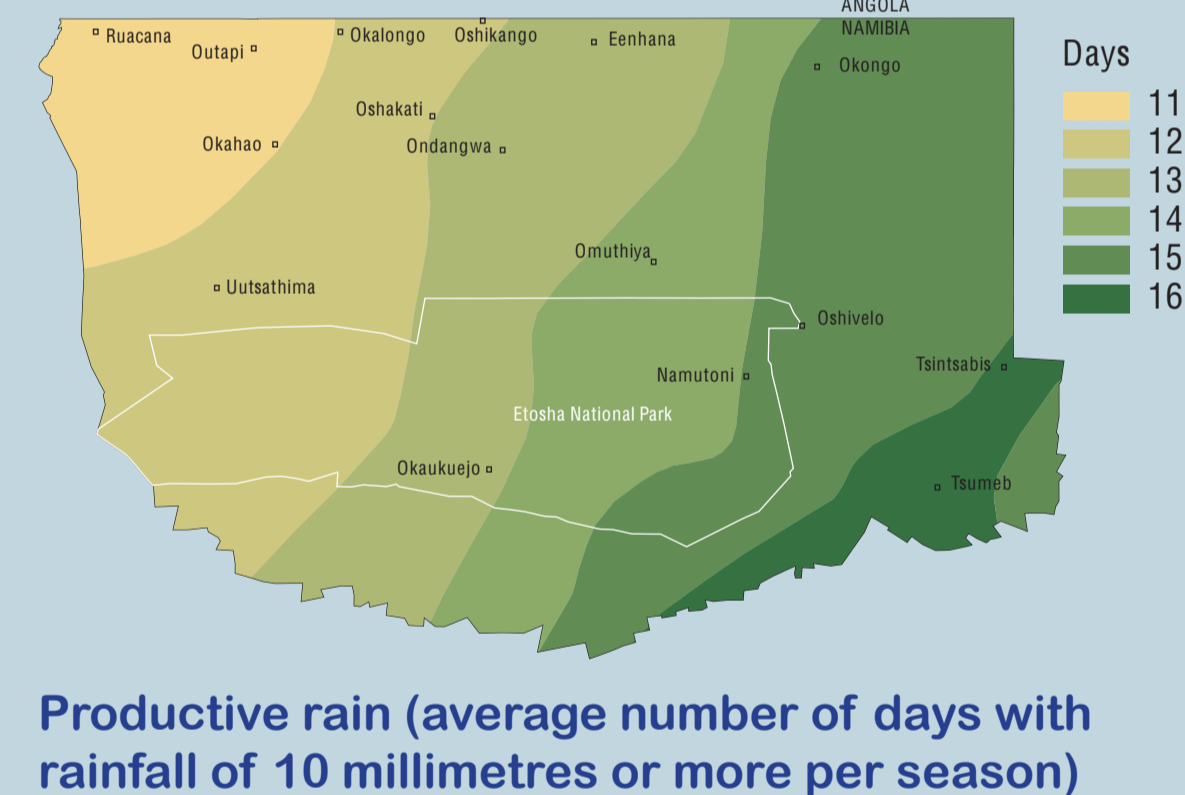 ANGOLA
NAMIBIA
Ruacana
Outapi
Okalongo
Oshikango
Eenhana
Okongo
Oshakati
Okahao
Ondangwa
Omuthiya
Uutsathima
Oshivelo
Tsintsabis
Namutoni
Etosha National Park
Okaukuejo
Tsumeb
Days
11
12
13
14
15
16
Productive rain (average number of days with
rainfall of 10 millimetres or more per season)